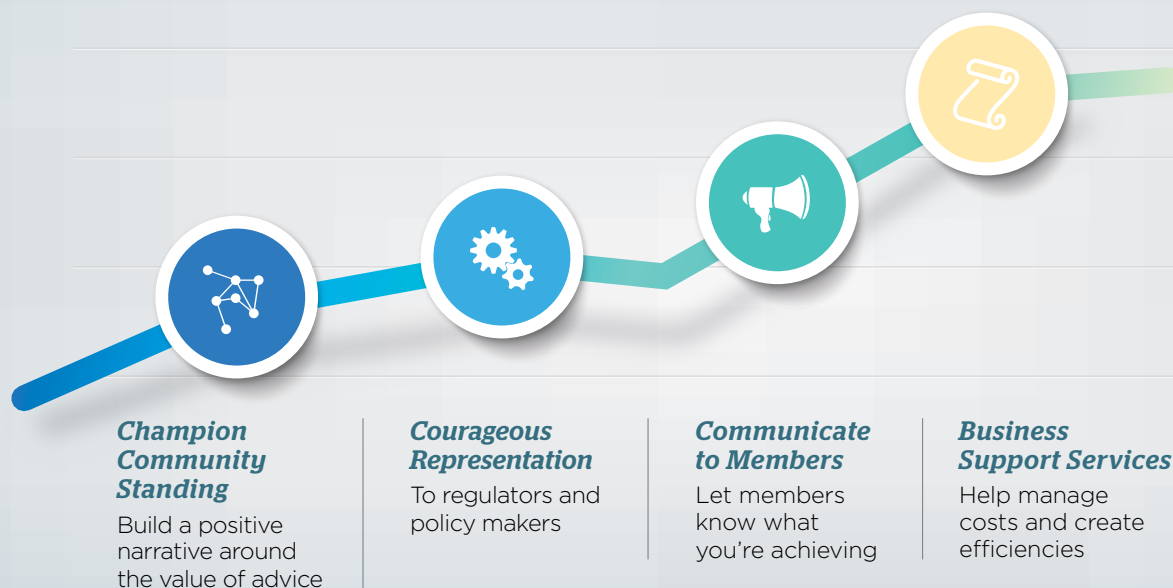 Champion
Community
Standing
Build a positive
narrative around
the value of advice
Courageous
Representation
To regulators and
policy makers
Communicate
to Members
Let members
know what
you're achieving
Business
Support Services
Help manage
costs and create
efficiencies